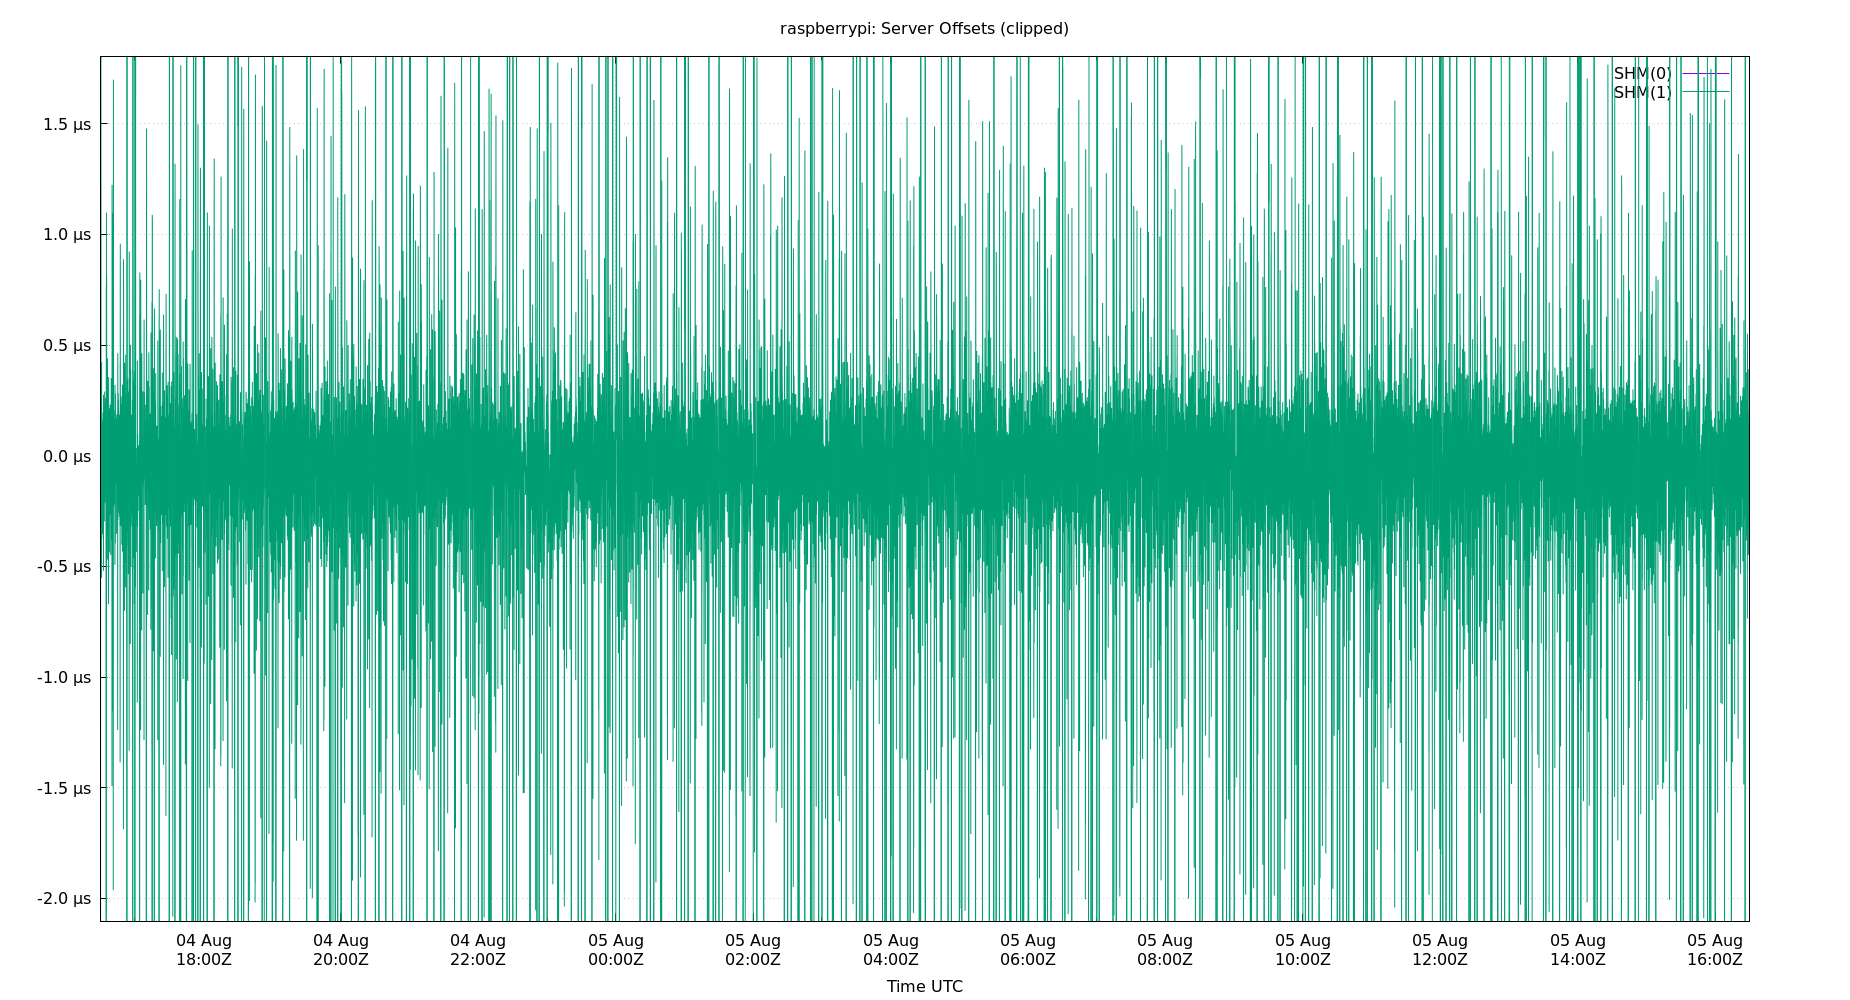 raspberrypi: Server Offsets (clipped)
SHM(0)
SHM(1)
1.5 µs
1.0 µs
0.5 µs
0.0 µs
-0.5 µs
-1.0 µs
-1.5 µs
-2.0 µs
04 Aug 04 Aug 04 Aug 05 Aug 05 Aug 05 Aug 05 Aug 05 Aug 05 Aug 05 Aug 05 Aug 05 Aug
18:00Z 20:00Z 22:00Z 00:00Z 02:00Z 04:00Z 06:00Z 08:00Z 10:00Z 12:00Z 14:00Z 16:00Z
Time UTC